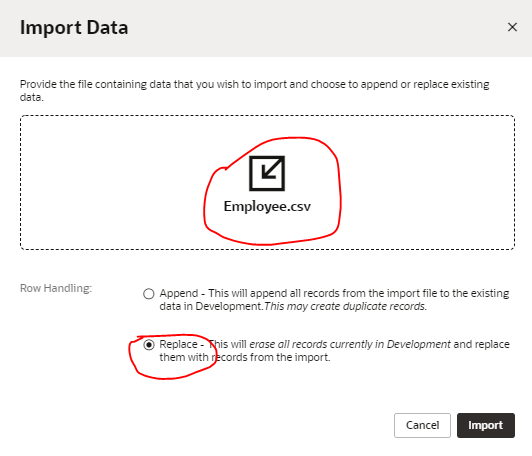 Import Data
Provide the file containing data that you wish to import and choose to append or replace existing
data.
Employee.csv
Row Handling:
Append - This will append all records from the import file to the existing
data in Development.This may create duplicate records.
Replace - This will erase all records currently in Development and replace
them with records from the import.
Cancel
Import